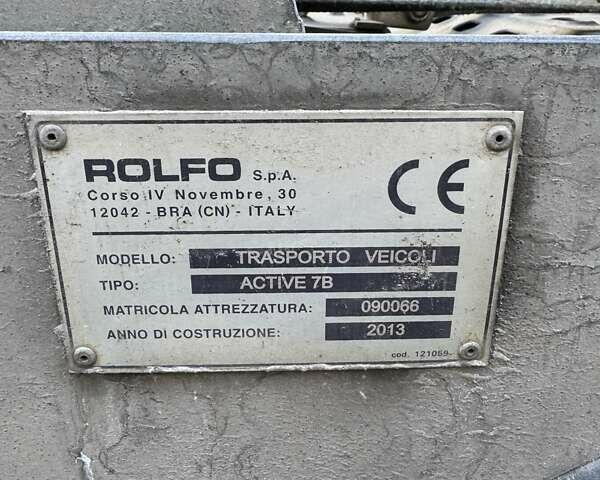 ROLFO S.p.A.
Corso IV Novembre, 30
12042 - BRA (CN) - ITALY
CE
MODELLO: TRASPORTO VEICOLI
TIPO: ACTIVE 7B
MATRICOLA ATTREZZATURA: 090066
ANNO DI COSTRUZIONE: 2013
cod. 121059